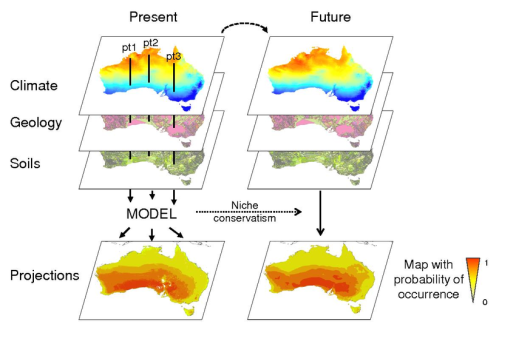 Present
Future
pt1
pt2
pt3
Climate
Geology
Soils
MODEL
Niche
conservatism
Projections
Map with
probability of
occurrence
1
0